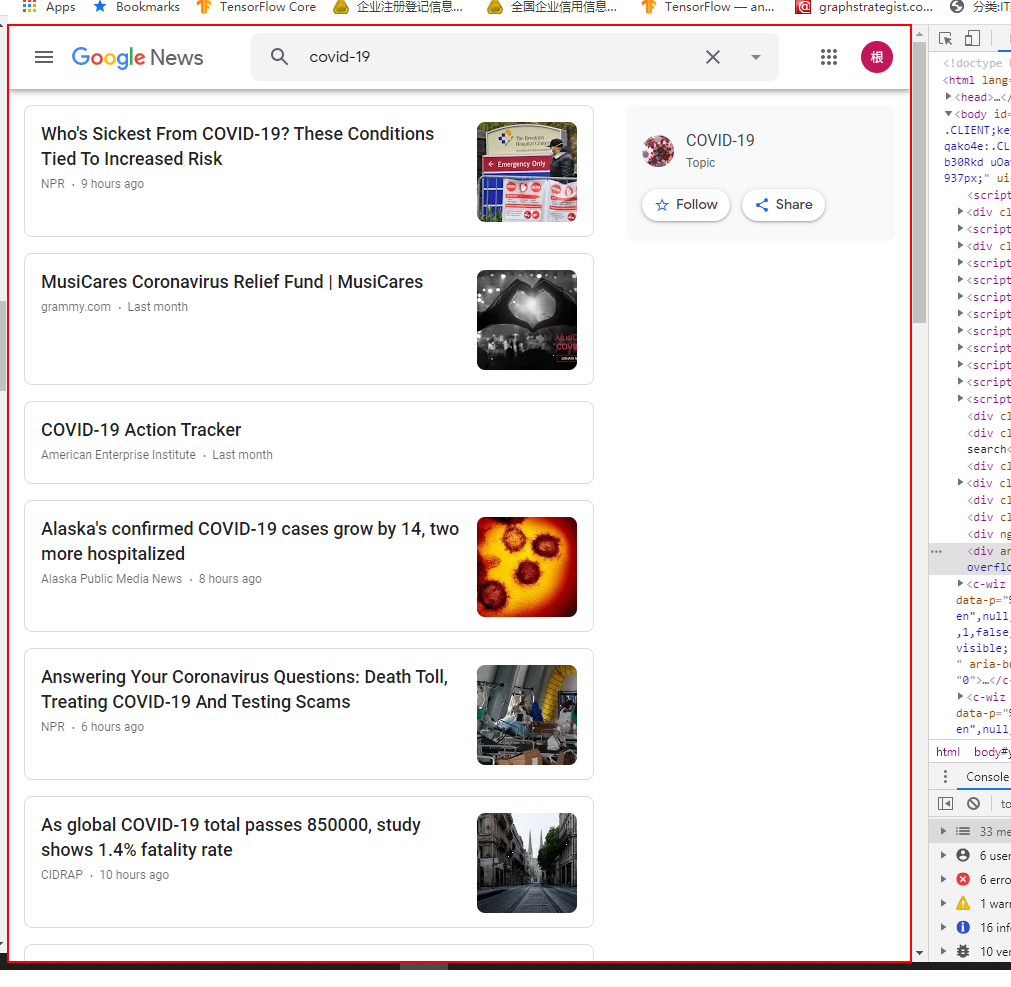 Apps Bookmarks TensorFlow Core 企业注册登记信息... 全国企业信用信息... TensorFlow — an... graphstrategist.co... 分类:IT
Google News covid-19 根
Who's Sickest From COVID-19? These Conditions
Tied To Increased Risk
NPR · 9 hours ago
The Brooklyn
Hospital Center
Emergency Only
COVID-19
Topic
Follow Share
MusiCares Coronavirus Relief Fund | MusiCares
grammy.com · Last month
COVID-19 Action Tracker
American Enterprise Institute · Last month
Alaska's confirmed COVID-19 cases grow by 14, two
more hospitalized
Alaska Public Media News · 8 hours ago
Answering Your Coronavirus Questions: Death Toll,
Treating COVID-19 And Testing Scams
NPR · 6 hours ago
As global COVID-19 total passes 850000, study
shows 1.4% fatality rate
CIDRAP · 10 hours ago
<!doctype h
<html lang=
<head>…</
<body id=
.CLIENT;key
qako4e:.CL
b30Rkd uOa
937px;" ui
<script
<div cl
<script
<div cl
<script
<script
<script
<script
<script
<script
<script
<script
<script
<div cl
<div cl
search<
<div cl
<div cl
<div cl
<div cl
<div ng
<div ar
overflo
<c-wiz
data-p="%
en",null,
,1,false,
visible;
" aria-bu
"0">…</c-
<c-wiz
data-p="%
en",null,
html body#y
Console
to
33 me
6 user
6 erro
1 warn
16 inf
10 ver